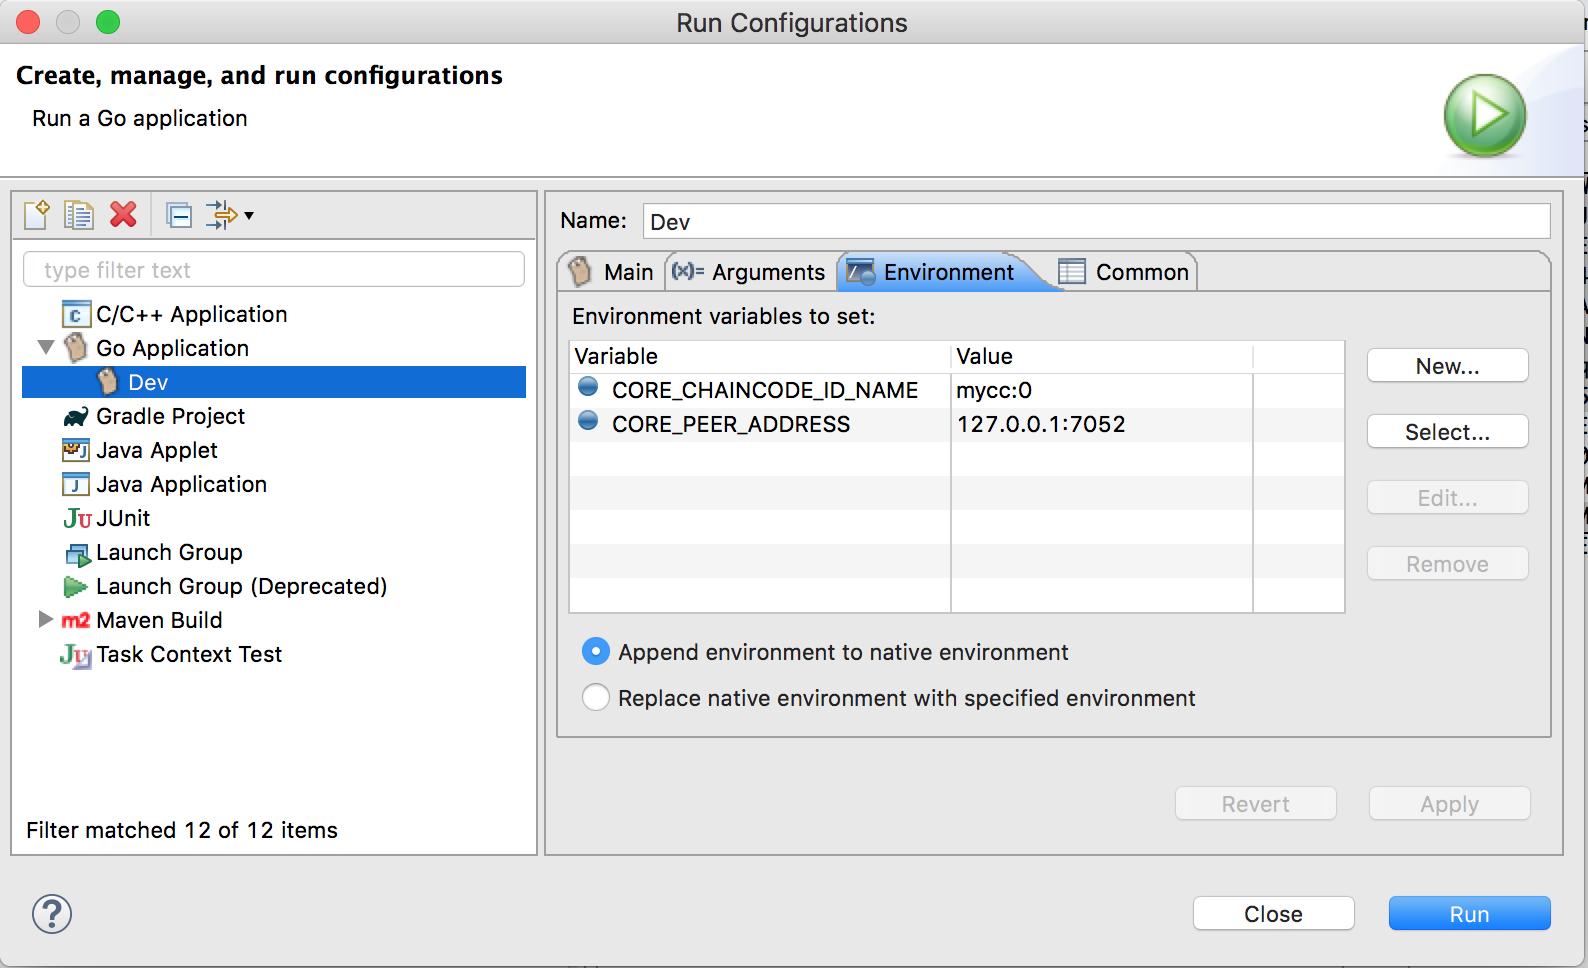 Run Configurations
Create, manage, and run configurations
Run a Go application
type filter text
C/C++ Application
Go Application
Dev
Gradle Project
Java Applet
Java Application
JUnit
Launch Group
Launch Group (Deprecated)
m2 Maven Build
Task Context Test
Filter matched 12 of 12 items
Name: Dev
Main (x)= Arguments Environment Common
Environment variables to set:
Variable Value
CORE_CHAINCODE_ID_NAME mycc:0
CORE_PEER_ADDRESS 127.0.0.1:7052
New...
Select...
Edit...
Remove
Append environment to native environment
Replace native environment with specified environment
Revert Apply
? Close Run